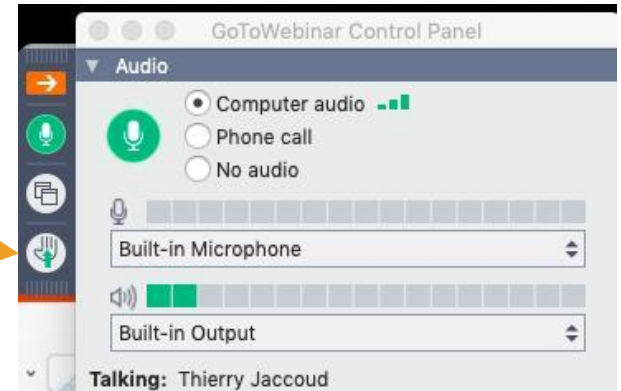 GoToWebinar Control Panel
Audio
Computer audio
Phone call
No audio
Built-in Microphone
Built-in Output
Talking: Thierry Jaccoud